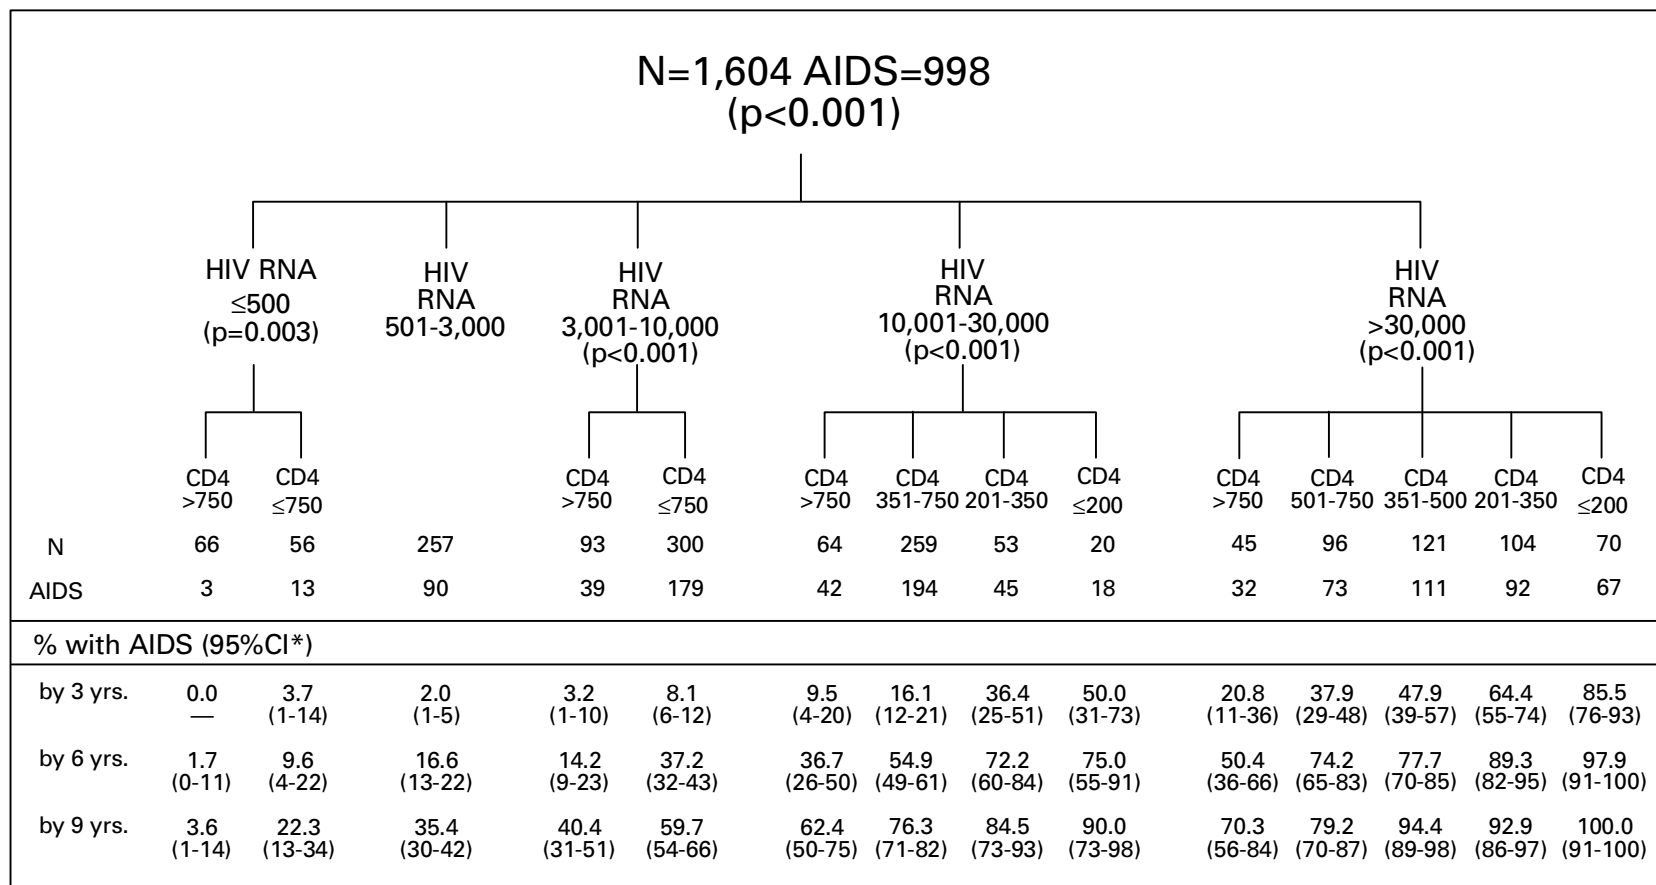 N=1,604 AIDS=998
(p<0.001)
HIV RNA
≤500
(p=0.003)
HIV
RNA
501-3,000
HIV
RNA
3,001-10,000
(p<0.001)
HIV
RNA
10,001-30,000
(p<0.001)
HIV
RNA
>30,000
(p<0.001)
CD4 CD4 CD4 CD4 CD4 CD4 CD4 CD4 CD4 CD4 CD4 CD4 CD4
>750 ≤750 >750 ≤750 >750 351-750 201-350 ≤200 >750 501-750 351-500 201-350 ≤200
N 66 56 257 93 300 64 259 53 20 45 96 121 104 70
AIDS 3 13 90 39 179 42 194 45 18 32 73 111 92 67
% with AIDS (95%CI*)
by 3 yrs. 0.0 3.7 2.0 3.2 8.1 9.5 16.1 36.4 50.0 20.8 37.9 47.9 64.4 85.5
— (1-14) (1-5) (1-10) (6-12) (4-20) (12-21) (25-51) (31-73) (11-36) (29-48) (39-57) (55-74) (76-93)
by 6 yrs. 1.7 9.6 16.6 14.2 37.2 36.7 54.9 72.2 75.0 50.4 74.2 77.7 89.3 97.9
(0-11) (4-22) (13-22) (9-23) (32-43) (26-50) (49-61) (60-84) (55-91) (36-66) (65-83) (70-85) (82-95) (91-100)
by 9 yrs. 3.6 22.3 35.4 40.4 59.7 62.4 76.3 84.5 90.0 70.3 79.2 94.4 92.9 100.0
(1-14) (13-34) (30-42) (31-51) (54-66) (50-75) (71-82) (73-93) (73-98) (56-84) (70-87) (89-98) (86-97) (91-100)